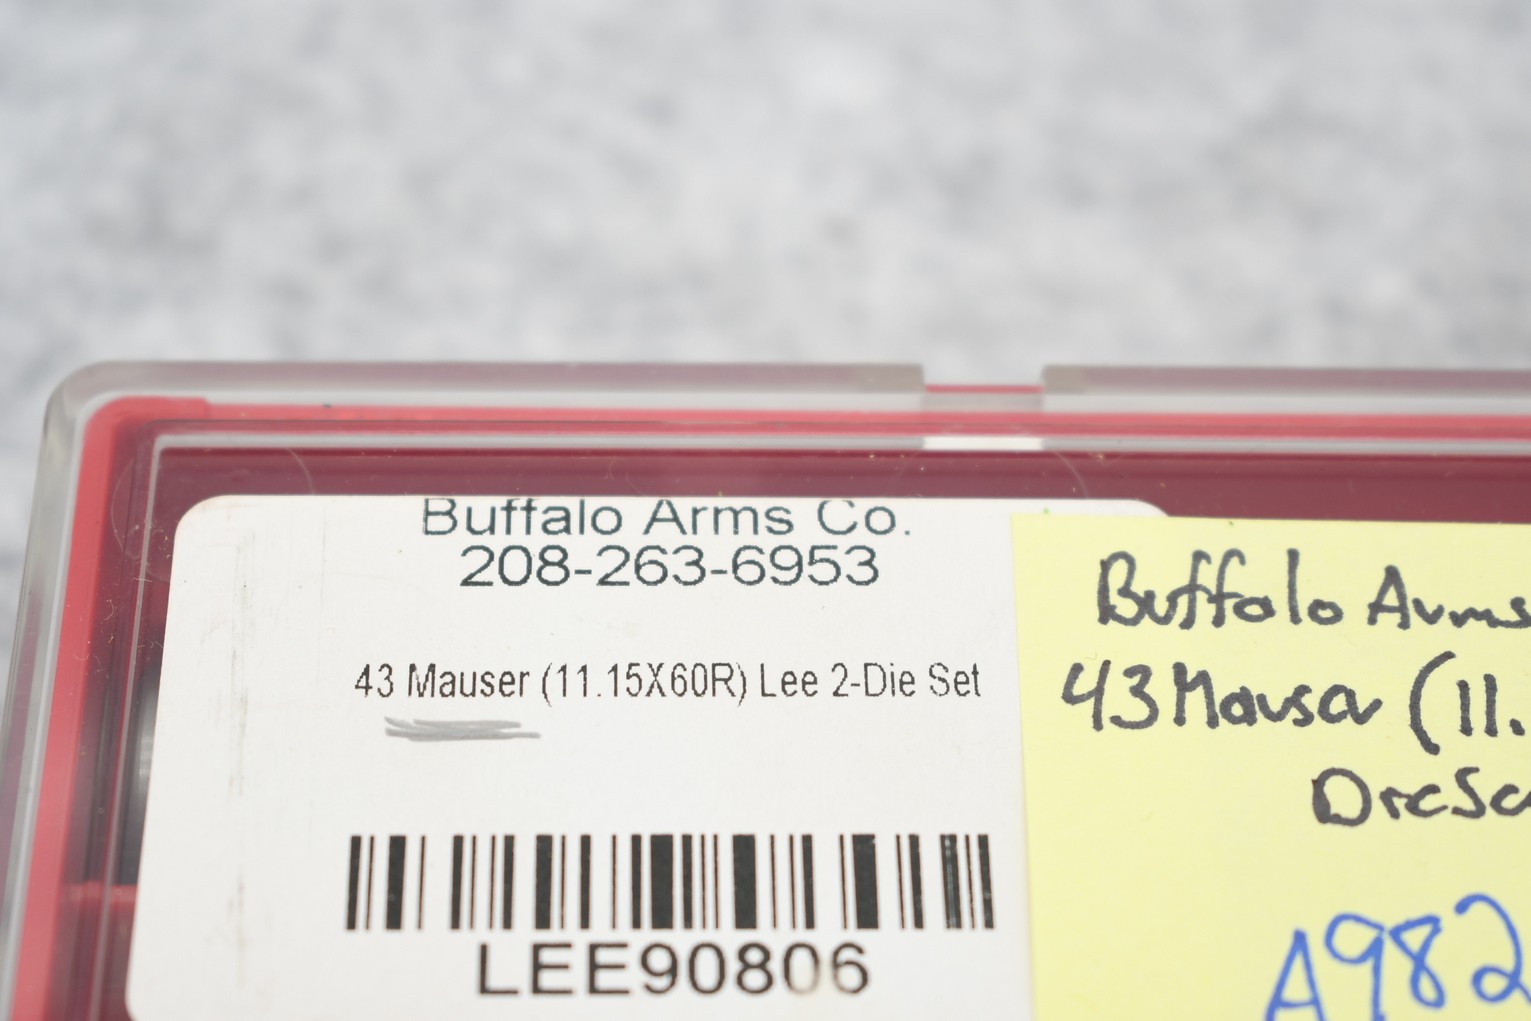 Buffalo Arms Co.
208-263-6953
43 Mauser (11.15X60R) Lee 2-Die Set
LEE90806
Buffalo Arms
43 Mauser (11.
A982